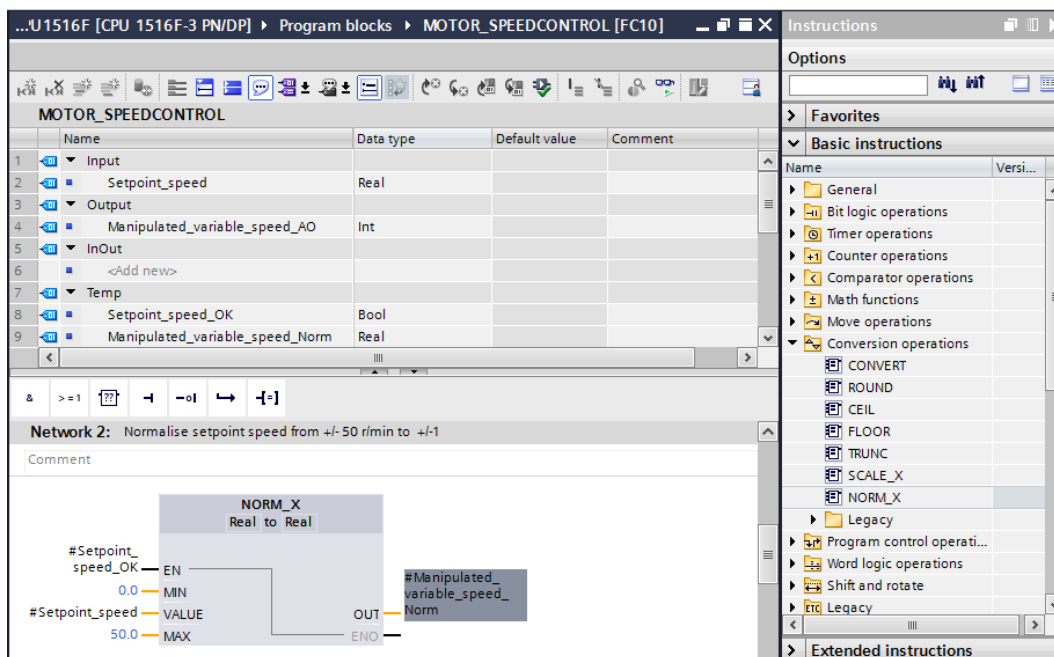 ...'U1516F [CPU 1516F-3 PN/DP] ▸ Program blocks ▸ MOTOR_SPEEDCONTROL [FC10]
MOTOR_SPEEDCONTROL
Name Data type Default value Comment
1 Input
2 Setpoint_speed Real
3 Output
4 Manipulated_variable_speed_AO Int
5 InOut
6 <Add new>
7 Temp
8 Setpoint_speed_OK Bool
9 Manipulated_variable_speed_Norm Real
& >=1 ??
Network 2: Normalise setpoint speed from +/- 50 r/min to +/-1
Comment
NORM_X
Real to Real
#Setpoint_
speed_OK EN
0.0 MIN
#Setpoint_speed VALUE
50.0 MAX
OUT
ENO
#Manipulated_
variable_speed_
Norm
Instructions
Options
Favorites
Basic instructions
Name Versi...
General
Bit logic operations
Timer operations
Counter operations
Comparator operations
Math functions
Move operations
Conversion operations
CONVERT
ROUND
CEIL
FLOOR
TRUNC
SCALE_X
NORM_X
Legacy
Program control operati...
Word logic operations
Shift and rotate
ETC Legacy
Extended instructions